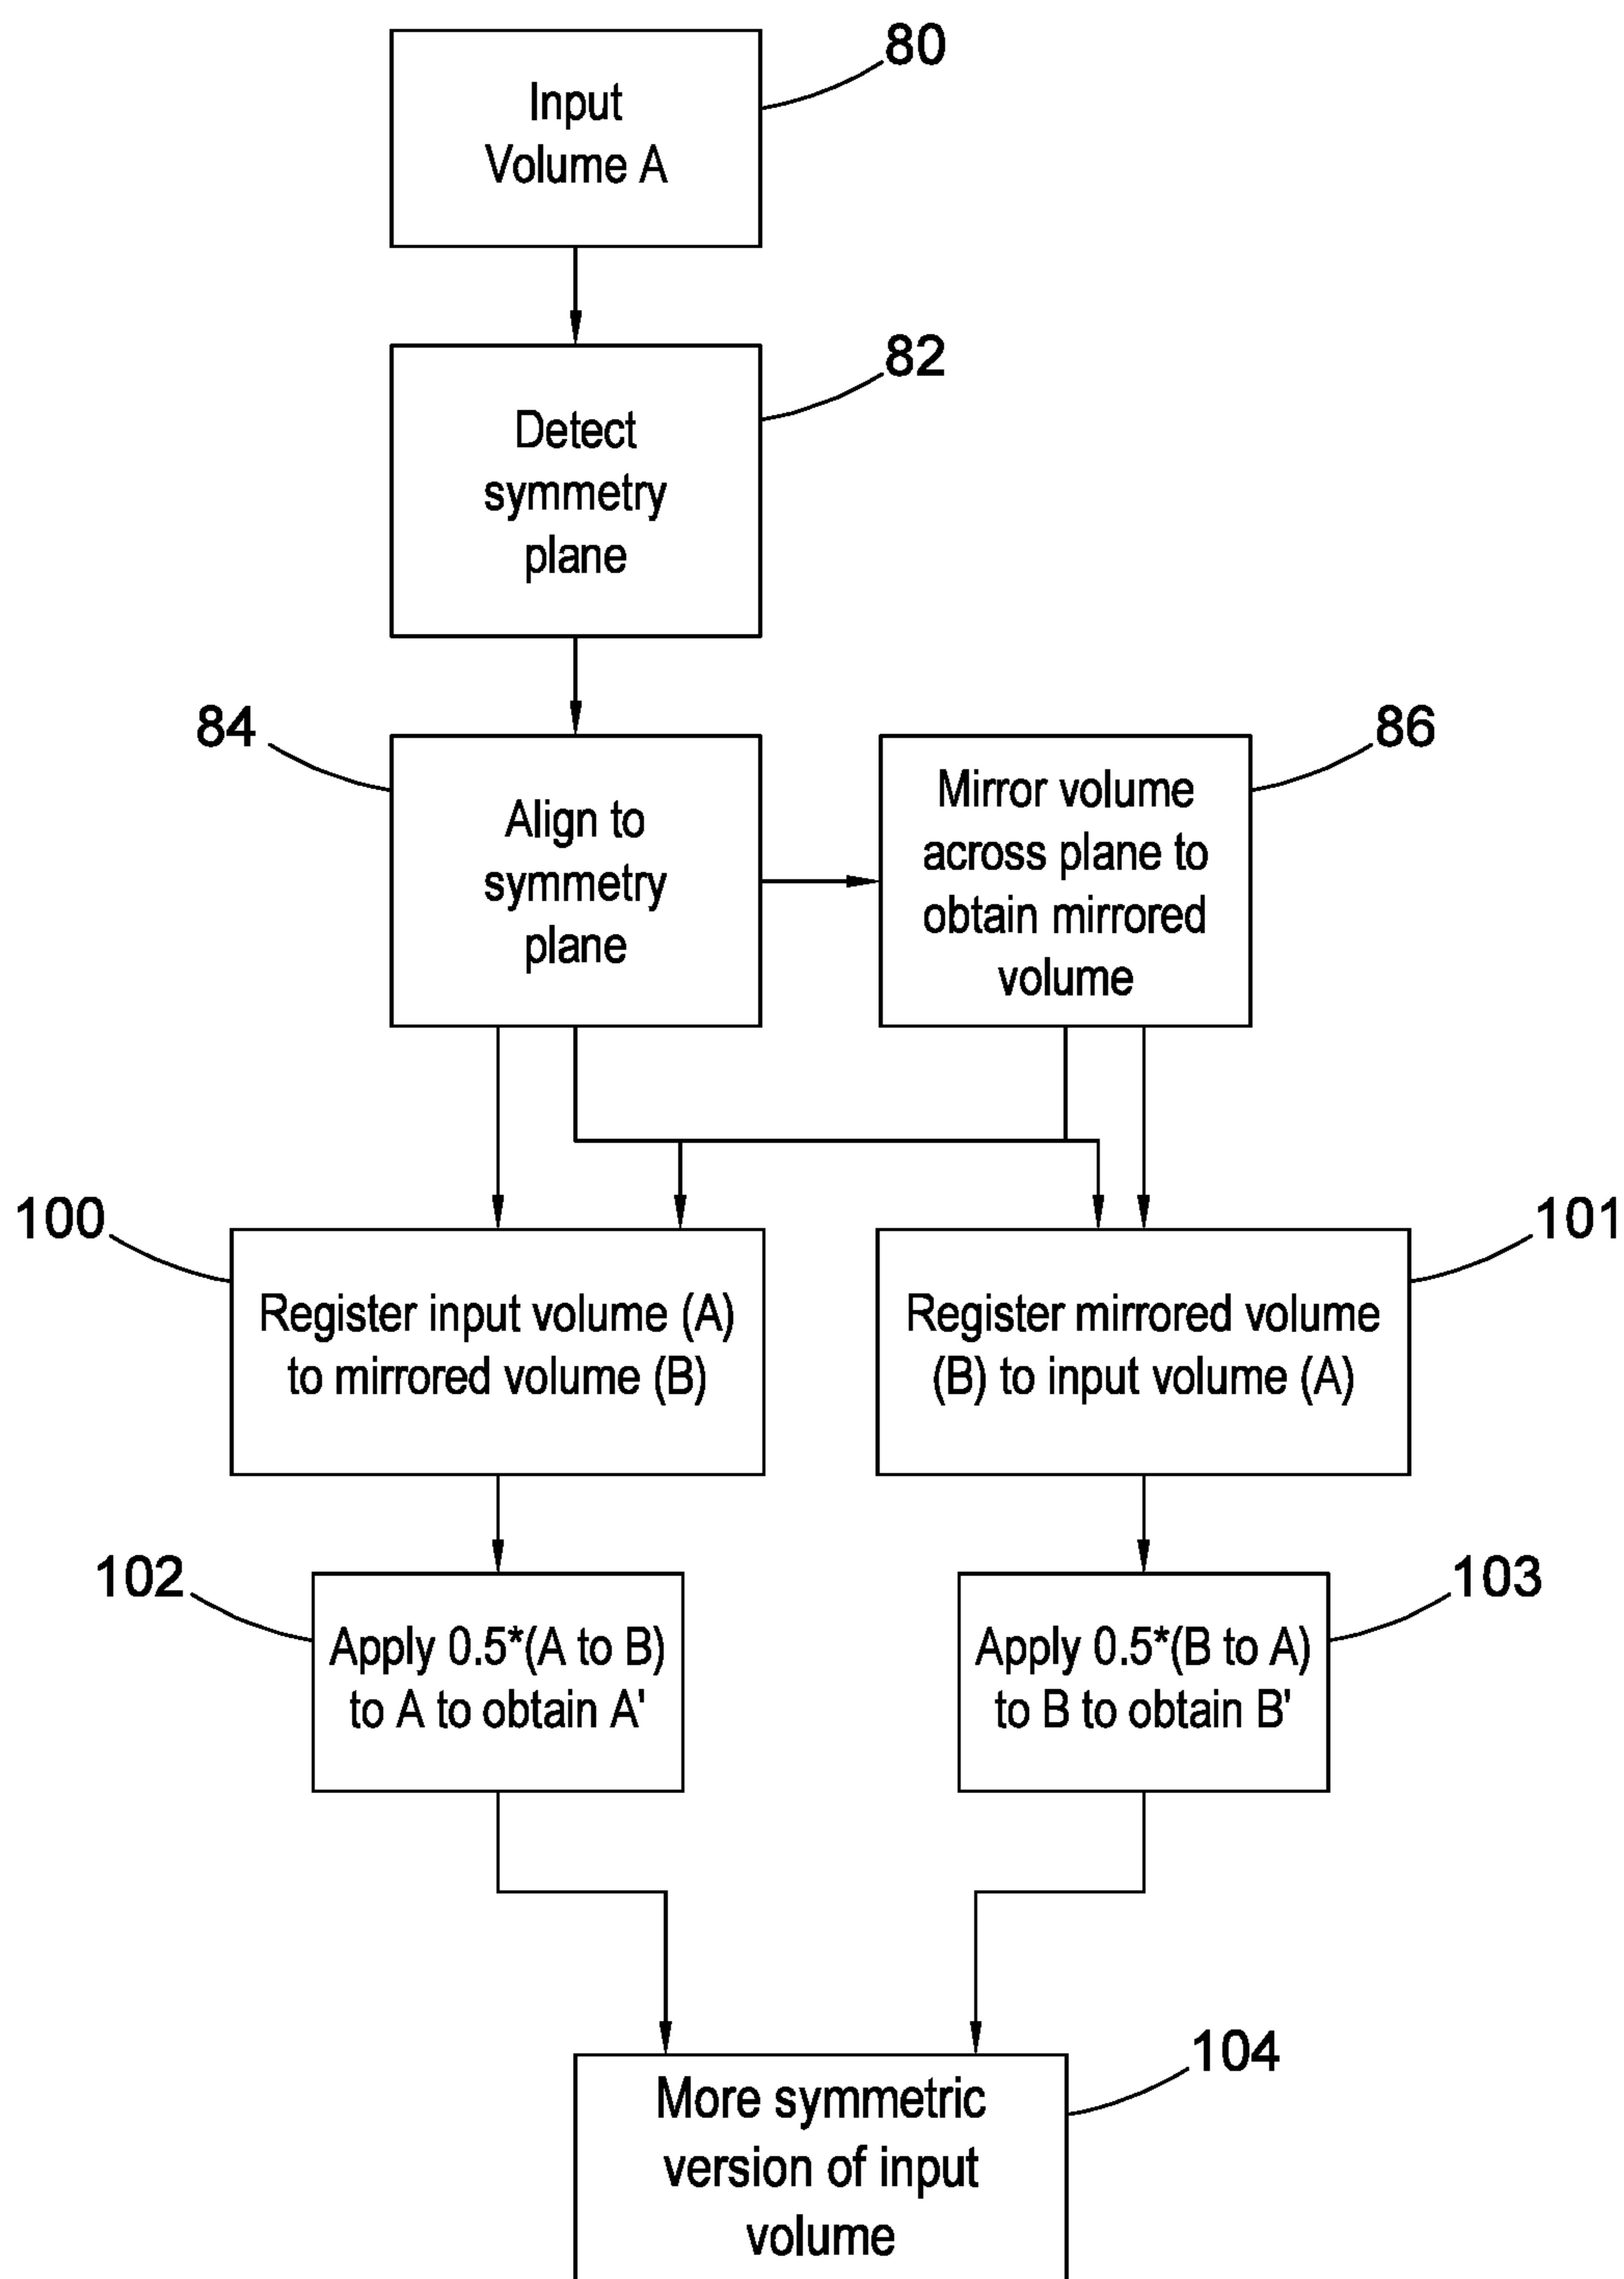 80
Input
Volume A
82
Detect
symmetry
plane
84
Align to
symmetry
plane
86
Mirror volume
across plane to
obtain mirrored
volume
100
Register input volume (A)
to mirrored volume (B)
101
Register mirrored volume
(B) to input volume (A)
102
Apply 0.5*(A to B)
to A to obtain A'
103
Apply 0.5*(B to A)
to B to obtain B'
104
More symmetric
version of input
volume